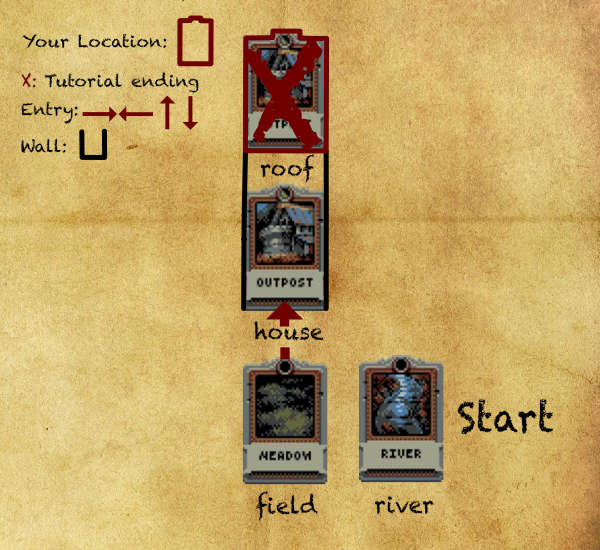 Your Location:
X: Tutorial ending
Entry:
Wall:
roof
OUTPOST
house
MEADOW
RIVER
Start
field
river